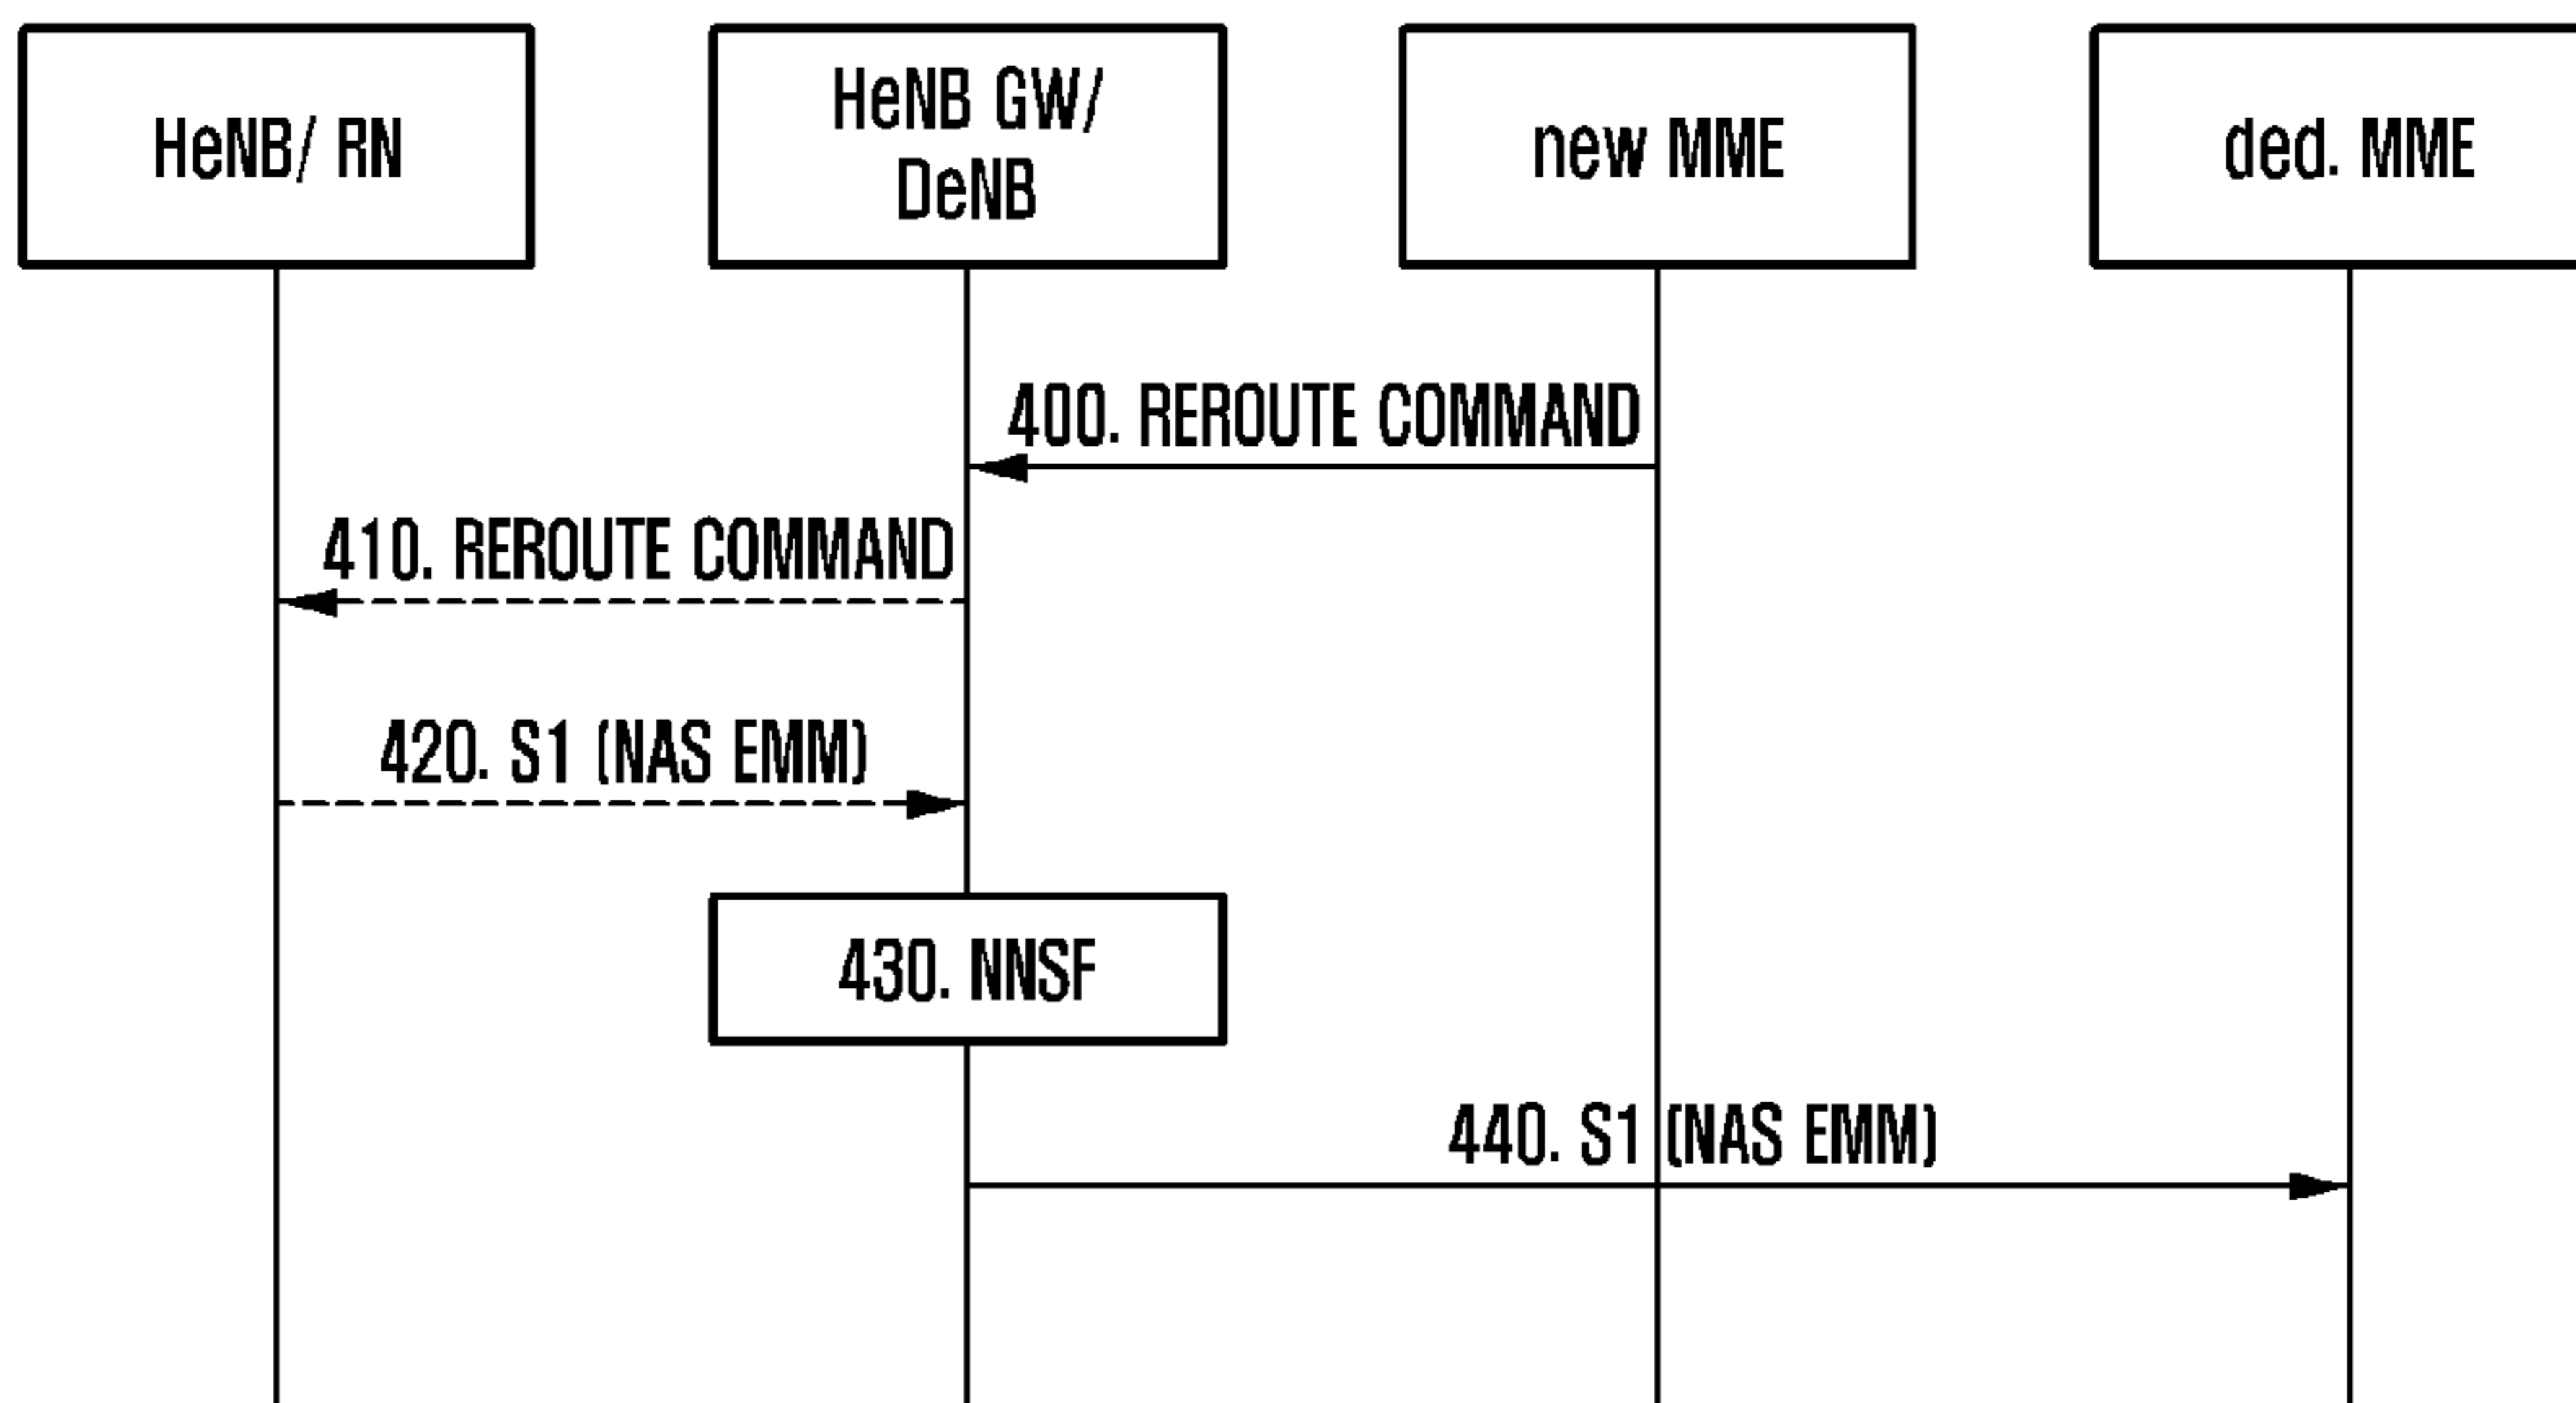 HeNB/ RN
HeNB GW/
DeNB
new MME
ded. MME
400. REROUTE COMMAND
410. REROUTE COMMAND
420. S1 (NAS EMM)
430. NNSF
440. S1 (NAS EMM)